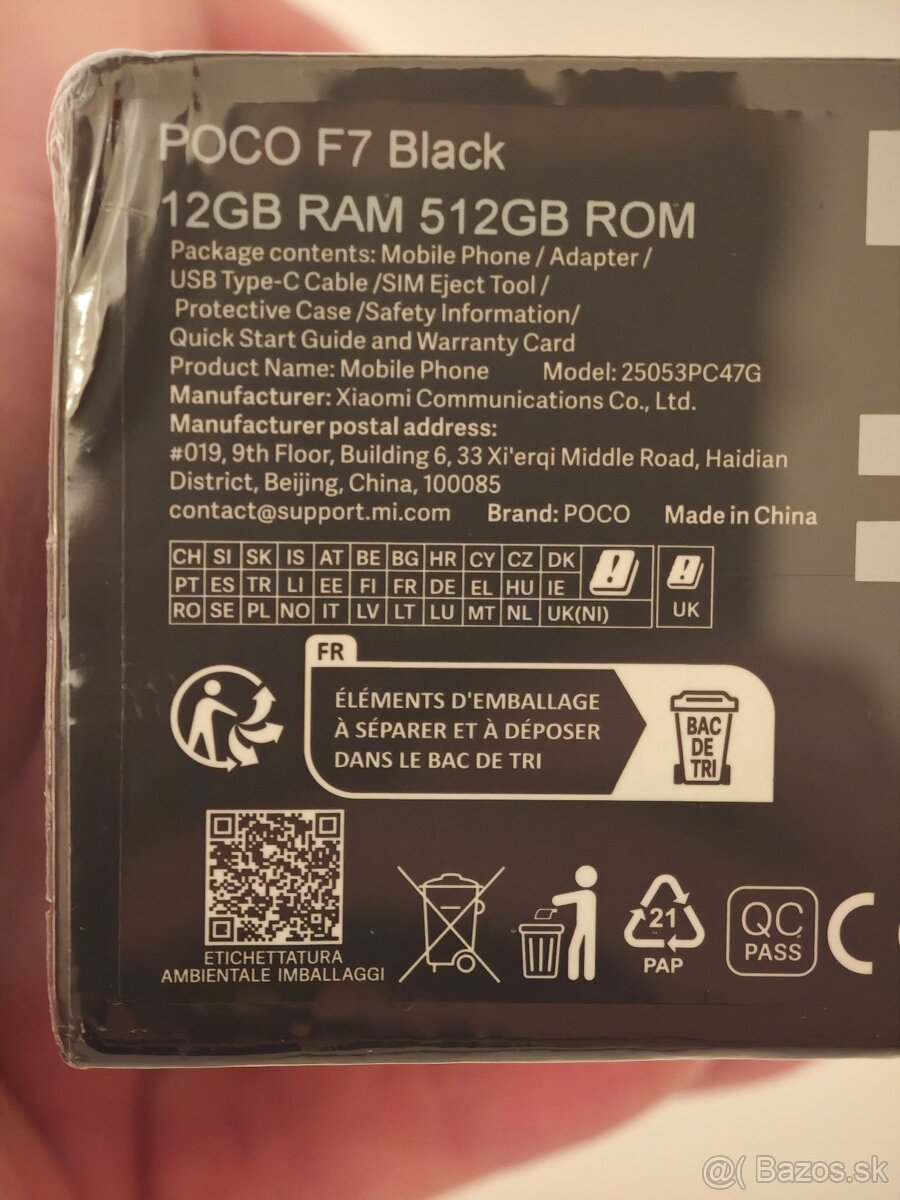 POCO F7 Black
12GB RAM 512GB ROM
Package contents: Mobile Phone / Adapter /
USB Type-C Cable /SIM Eject Tool /
Protective Case /Safety Information/
Quick Start Guide and Warranty Card
Product Name: Mobile Phone Model: 25053PC47G
Manufacturer: Xiaomi Communications Co., Ltd.
Manufacturer postal address:
#019, 9th Floor, Building 6, 33 Xi'erqi Middle Road, Haidian
District, Beijing, China, 100085
contact@support.mi.com Brand: POCO Made in China
CH SI SK IS AT BE BG HR CY CZ DK
PT ES TR LI EE FI FR DE EL HU IE
RO SE PL NO IT LV LT LU MT NL UK(NI) UK
FR
ÉLÉMENTS D'EMBALLAGE
À SÉPARER ET À DÉPOSER
DANS LE BAC DE TRI
BAC
DE
TRI
ETICHETTATURA
AMBIENTALE IMBALLAGGI
21
PAP
QC
PASS
CE
@( Bazos.sk